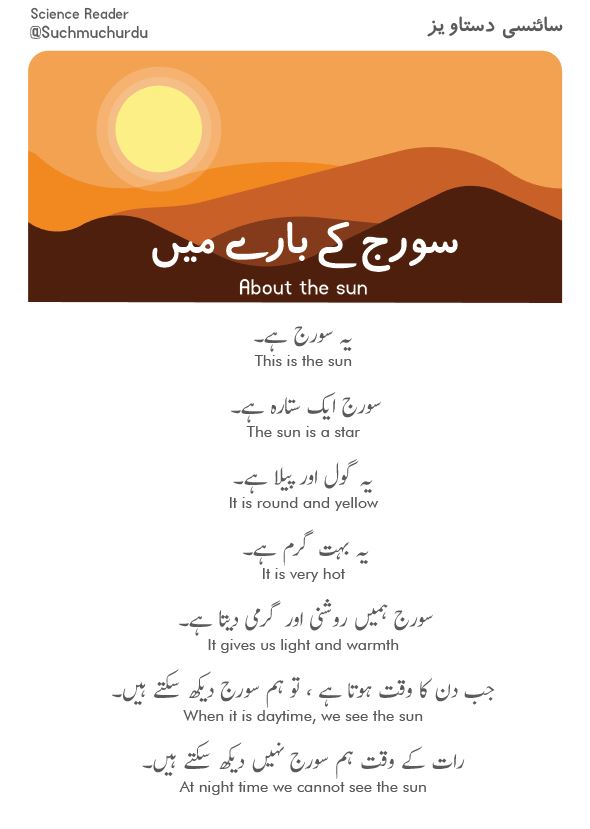 Science Reader
@Suchmuchurdu
سائنسی دستاویز
سورج کے بارے میں
About the sun
یہ سورج ہے۔
This is the sun
سورج ایک ستارہ ہے۔
The sun is a star
یہ گول اور پیلا ہے۔
It is round and yellow
یہ بہت گرم ہے۔
It is very hot
سورج ہمیں روشنی اور گرمی دیتا ہے۔
It gives us light and warmth
جب دن کا وقت ہوتا ہے ، تو ہم سورج دیکھ سکتے ہیں۔
When it is daytime, we see the sun
رات کے وقت ہم سورج نہیں دیکھ سکتے ہیں۔
At night time we cannot see the sun